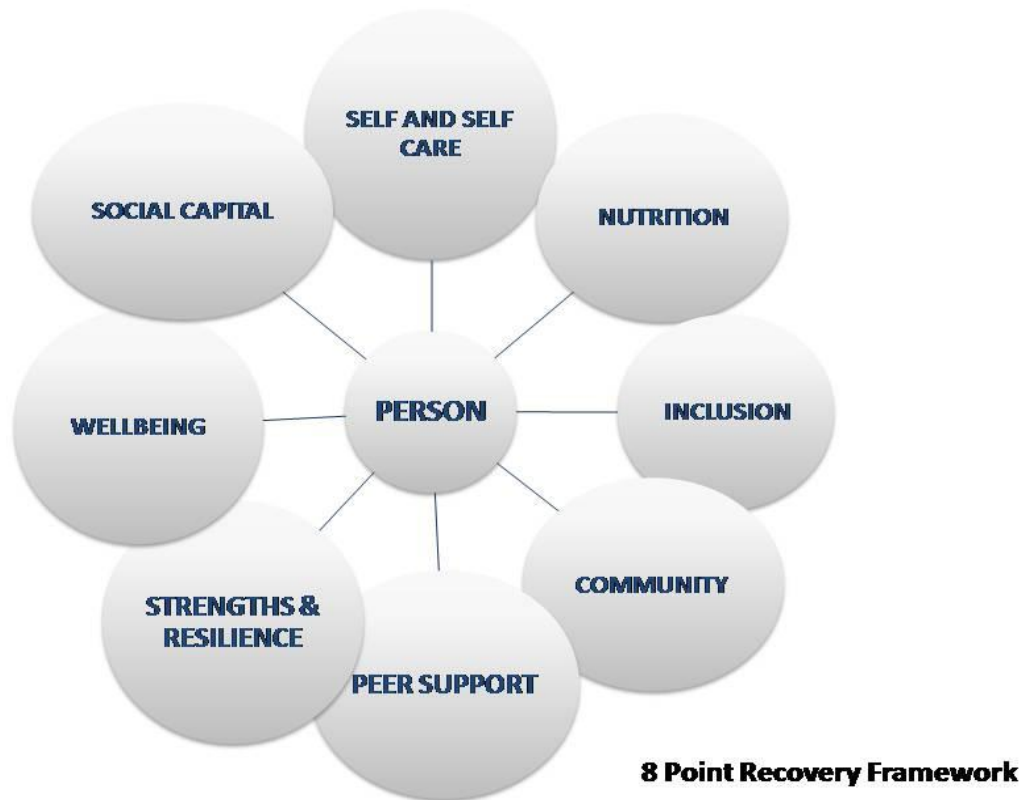 SELF AND SELF
CARE
SOCIAL CAPITAL
NUTRITION
PERSON
INCLUSION
WELLBEING
COMMUNITY
STRENGTHS &
RESILIENCE
PEER SUPPORT
8 Point Recovery Framework